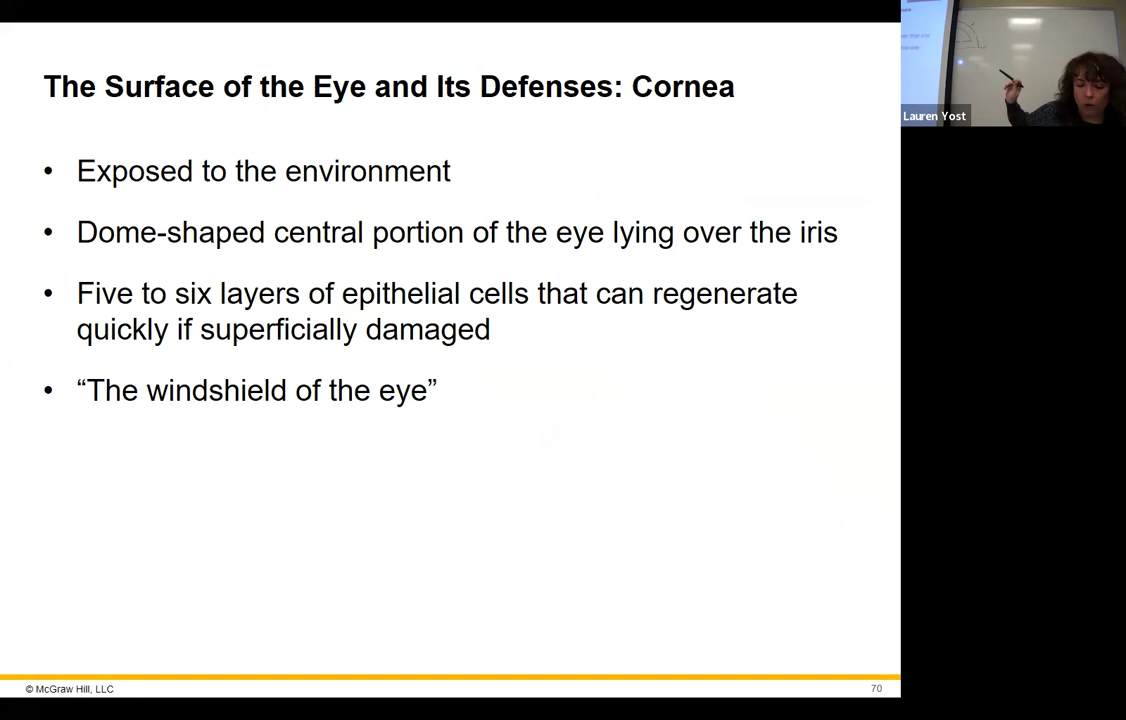 The Surface of the Eye and Its Defenses: Cornea
• Exposed to the environment
• Dome-shaped central portion of the eye lying over the iris
• Five to six layers of epithelial cells that can regenerate
quickly if superficially damaged
• “The windshield of the eye”
© McGraw Hill, LLC
70
Lauren Yost